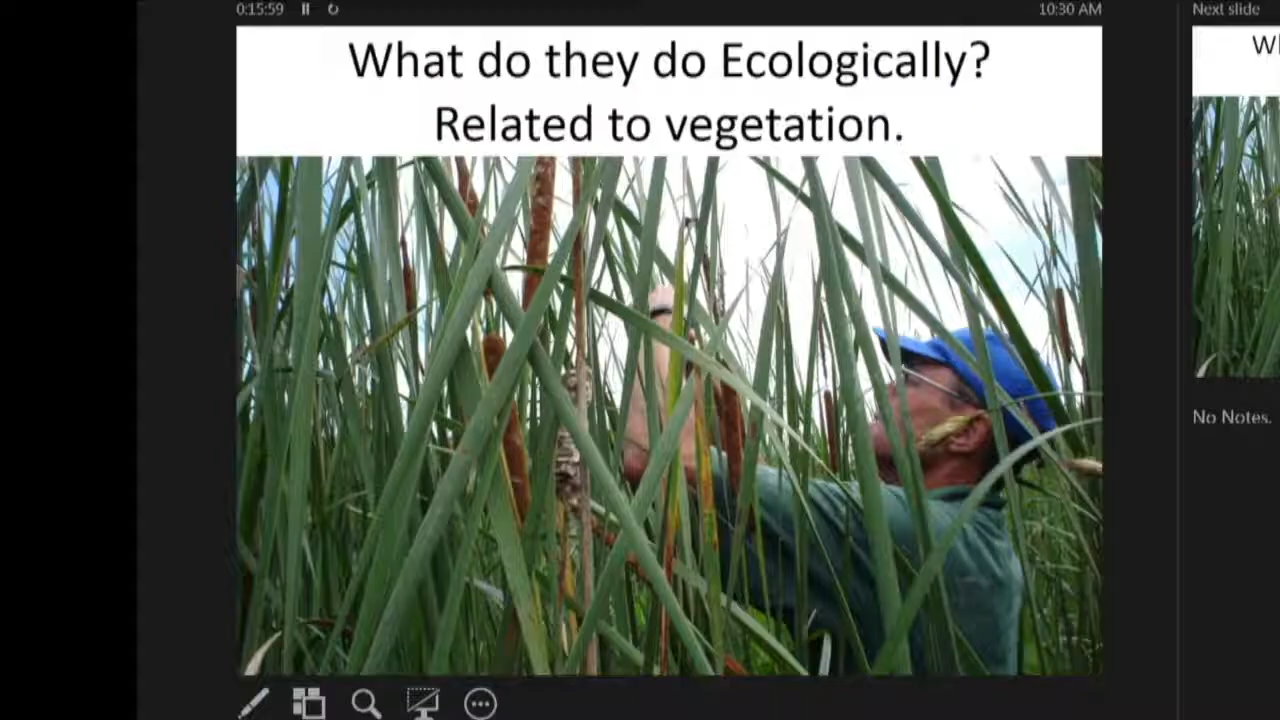 0:15:59
10:30 AM
Next slide
What do they do Ecologically?
Related to vegetation.
No Notes.